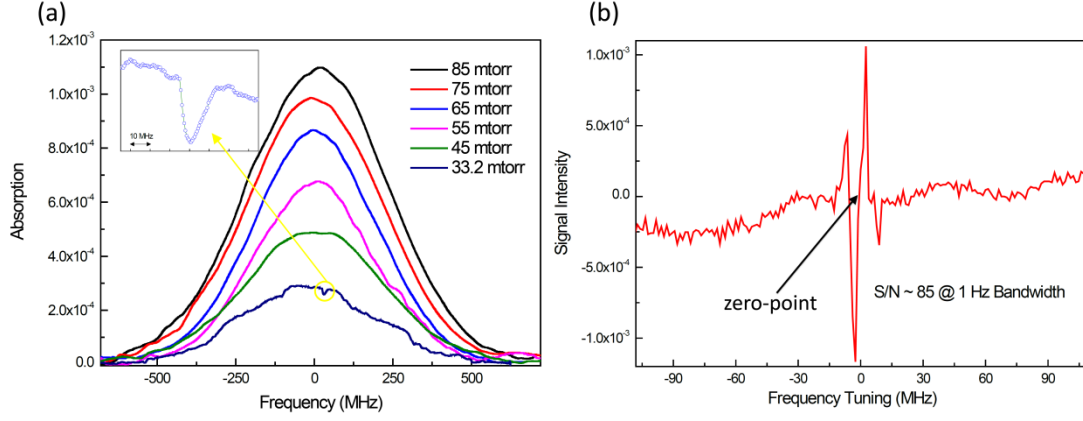 (a)
1.2x10⁻³
1.0x10⁻³
8.0x10⁻⁴
6.0x10⁻⁴
4.0x10⁻⁴
2.0x10⁻⁴
0.0
Absorption
10 MHz
85 mtorr
75 mtorr
65 mtorr
55 mtorr
45 mtorr
33.2 mtorr
-500
-250
0
250
500
Frequency (MHz)
(b)
1.0x10⁻³
5.0x10⁻⁴
0.0
-5.0x10⁻⁴
-1.0x10⁻³
Signal Intensity
zero-point
S/N ~ 85 @ 1 Hz Bandwidth
-90
-60
-30
0
30
60
90
Frequency Tuning (MHz)